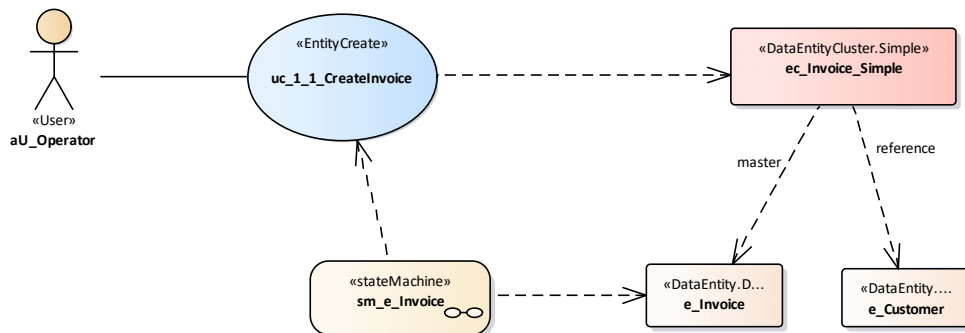 «EntityCreate»
uc_1_1_CreateInvoice
«DataEntityCluster.Simple»
ec_Invoice_Simple
«User»
aU_Operator
master
reference
«stateMachine»
sm_e_Invoice
«DataEntity.D...
e_Invoice
«DataEntity....
e_Customer